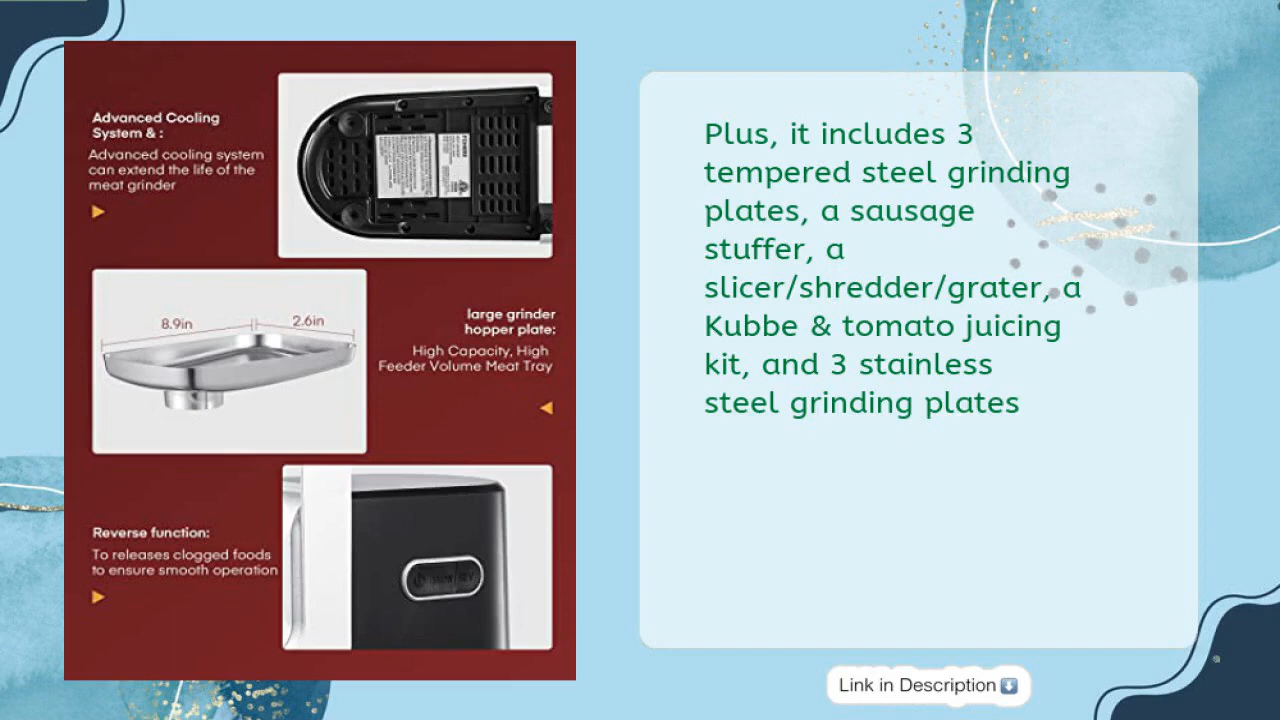 Advanced Cooling
System & :
Advanced cooling system
can extend the life of the
meat grinder
8.9in
2.6in
large grinder
hopper plate:
High Capacity, High
Feeder Volume Meat Tray
Reverse function:
To releases clogged foods
to ensure smooth operation
Plus, it includes 3
tempered steel grinding
plates, a sausage
stuffer, a
slicer/shredder/grater, a
Kubbe & tomato juicing
kit, and 3 stainless
steel grinding plates
Link in Description